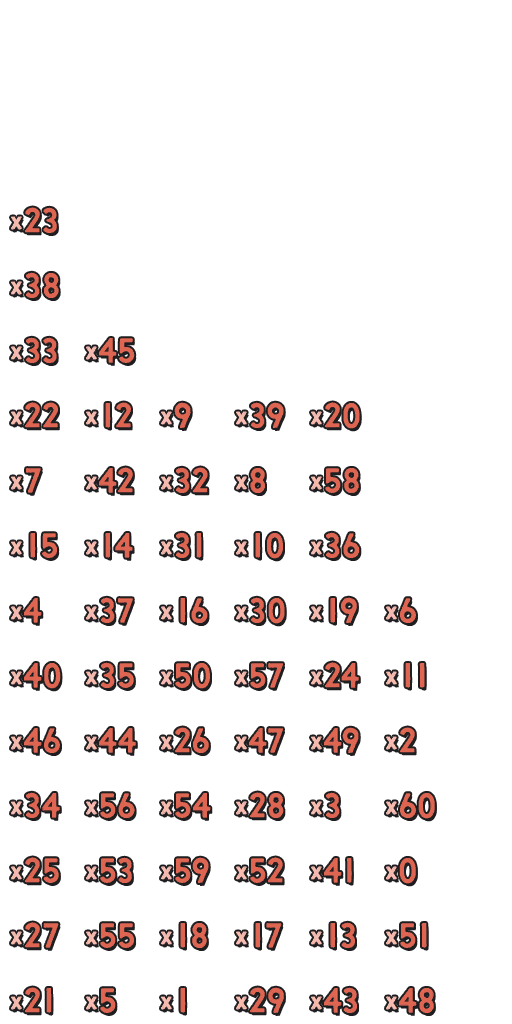 x23
x38
x33 x45
x22 x12 x9 x39 x20
x7 x42 x32 x8 x58
x15 x14 x31 x10 x36
x4 x37 x16 x30 x19 x6
x40 x35 x50 x57 x24 x11
x46 x44 x26 x47 x49 x2
x34 x56 x54 x28 x3 x60
x25 x53 x59 x52 x41 x0
x27 x55 x18 x17 x13 x51
x21 x5 x1 x29 x43 x48